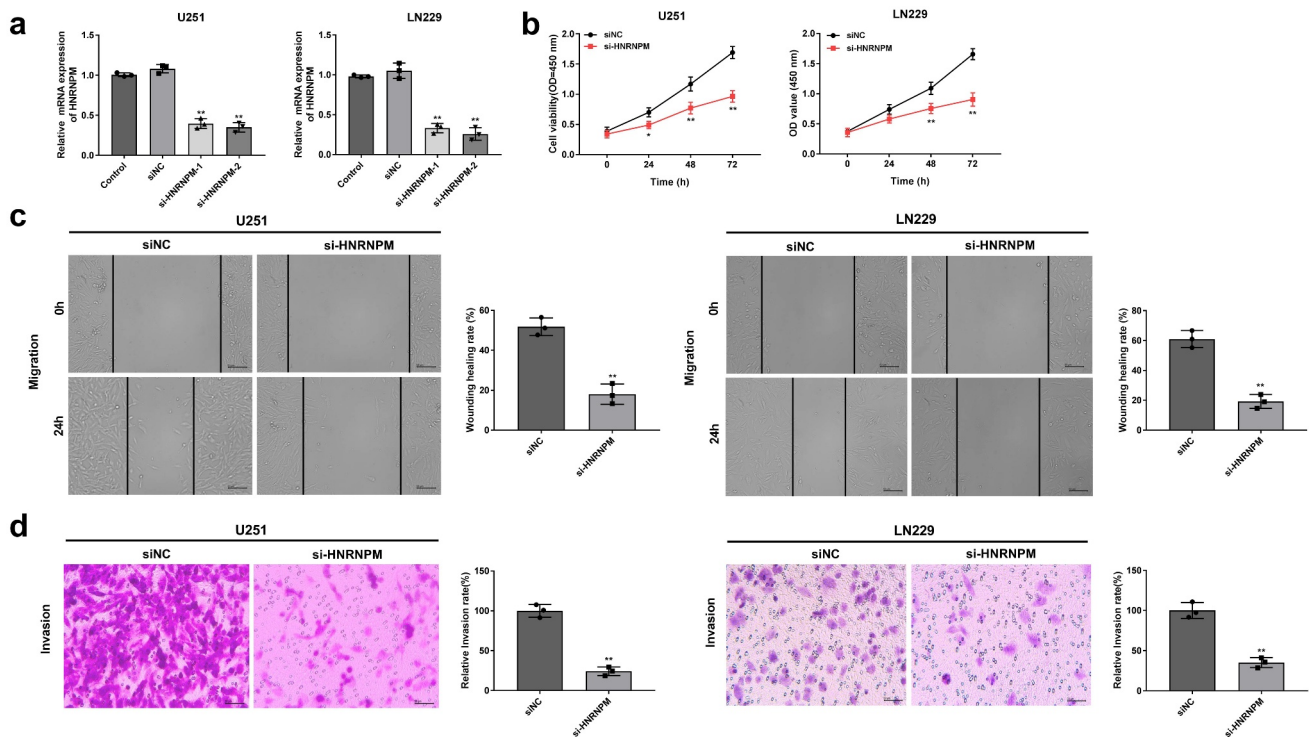 a
U251
Relative mRNA expression
of HNRNPM
1.5
1.0
0.5
0.0
**
**
Control
siNC
si-HNRNPM-1
si-HNRNPM-2
LN229
Relative mRNA expression
of HNRNPM
1.5
1.0
0.5
0.0
**
**
Control
siNC
si-HNRNPM-1
si-HNRNPM-2
b
U251
siNC
si-HNRNPM
Cell viability(OD=450 nm)
2.0
1.5
1.0
0.5
0.0
*
**
**
0 24 48 72
Time (h)
LN229
siNC
si-HNRNPM
OD value (450 nm)
2.0
1.5
1.0
0.5
0.0
**
**
0 24 48 72
Time (h)
c
U251
siNC si-HNRNPM
Migration
0h
24h
Wounding healing rate (%)
60
40
20
0
**
siNC
si-HNRNPM
LN229
siNC si-HNRNPM
Migration
0h
24h
Wounding healing rate (%)
80
60
40
20
0
**
siNC
si-HNRNPM
d
U251
siNC si-HNRNPM
Invasion
Relative Invasion rate(%)
150
100
50
0
**
siNC
si-HNRNPM
LN229
siNC si-HNRNPM
Invasion
Relative Invasion rate(%)
150
100
50
0
**
siNC
si-HNRNPM